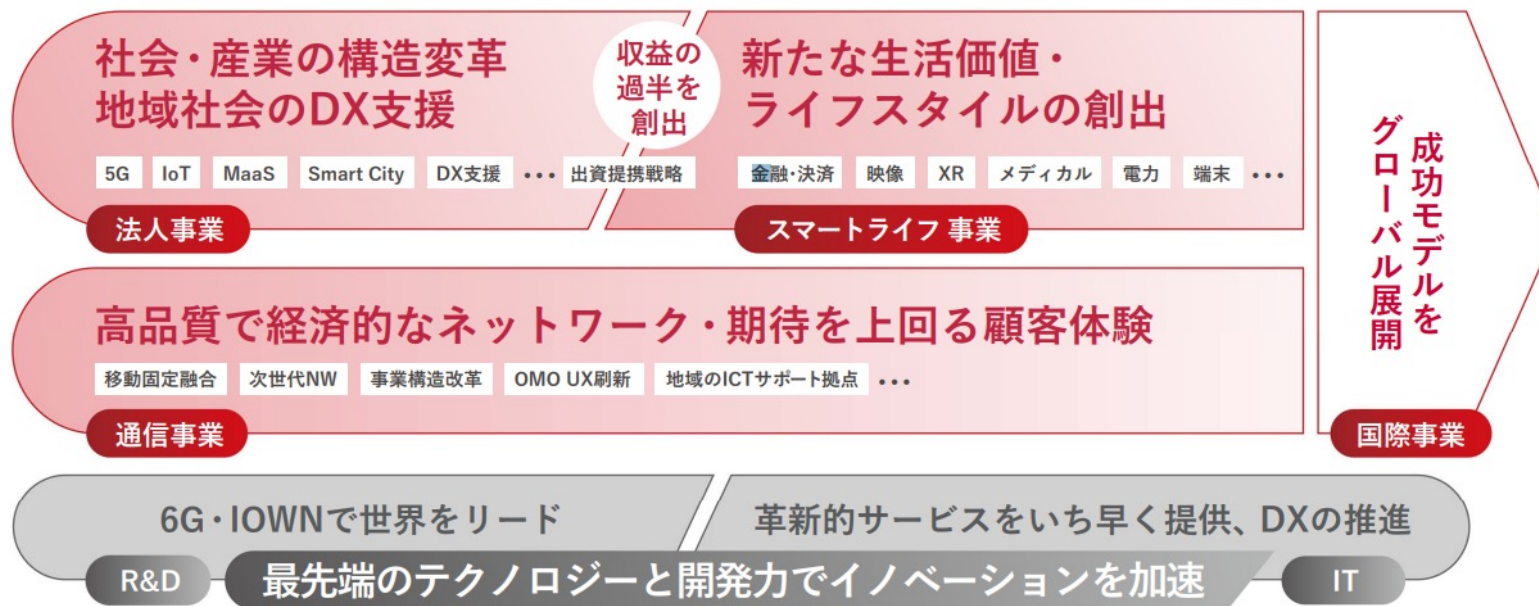 社会・産業の構造変革
地域社会のDX支援
5G IoT MaaS Smart City DX支援 ••• 出資提携戦略
法人事業
収益の
過半を
創出
新たな生活価値・
ライフスタイルの創出
金融・決済 映像 XR メディカル 電力 端末 •••
スマートライフ 事業
高品質で経済的なネットワーク・期待を上回る顧客体験
移動固定融合 次世代NW 事業構造改革 OMO UX刷新 地域のICTサポート拠点 •••
通信事業
成功モデルを
グローバル展開
国際事業
6G・IOWNで世界をリード
革新的サービスをいち早く提供、DXの推進
R&D
最先端のテクノロジーと開発力でイノベーションを加速
IT